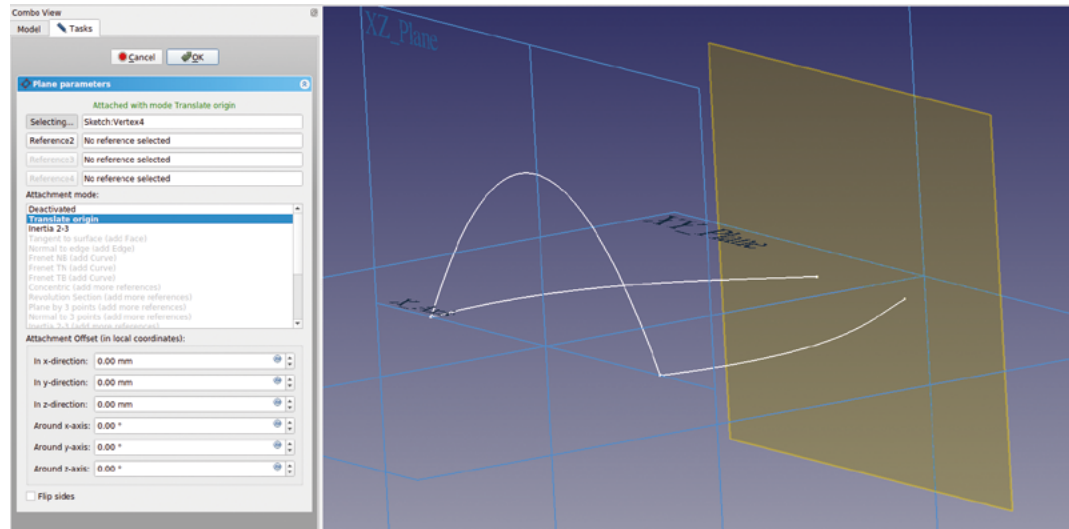 Combo View
Model Tasks
Cancel OK
Plane parameters
Attached with mode Translate origin
Selecting... Sketch:Vertex4
Reference2 No reference selected
Reference3 No reference selected
Reference4 No reference selected
Attachment mode:
Deactivated
Translate origin
Inertia 2-3
Tangent to surface (add Face)
Normal to edge (add Edge)
Frenet NB (add Curve)
Frenet TN (add Curve)
Frenet TB (add Curve)
Concentric (add more references)
Revolution Section (add more references)
Plane by 3 points (add more references)
Normal to 3 points (add more references)
Inertia 2-3 (add more references)
Attachment Offset (in local coordinates):
In x-direction: 0.00 mm
In y-direction: 0.00 mm
In z-direction: 0.00 mm
Around x-axis: 0.00 °
Around y-axis: 0.00 °
Around z-axis: 0.00 °
Flip sides
XZ_Plane
XY_Plane